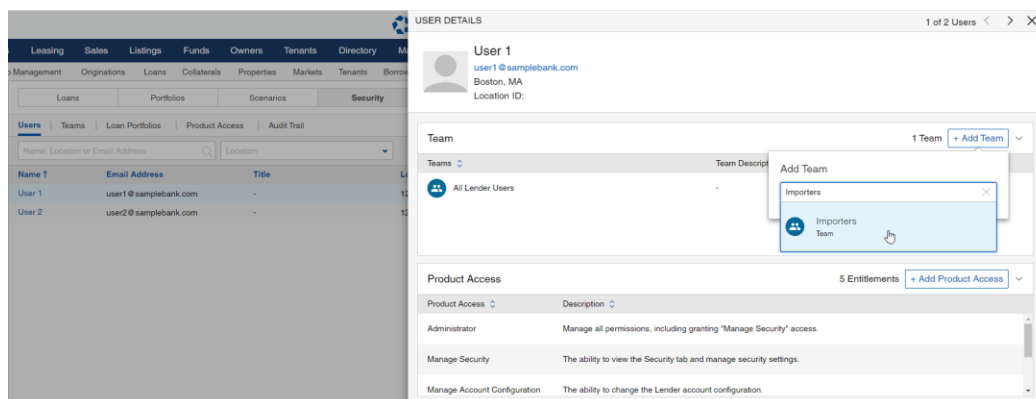 USER DETAILS
1 of 2 Users
User 1
user1@samplebank.com
Boston, MA
Location ID:
Leasing Sales Listings Funds Owners Tenants Directory
Management Originations Loans Collaterals Properties Markets Tenants
Loans Portfolios Scenarios Security
Users Teams Loan Portfolios Product Access Audit Trail
Name, Location or Email Address Location
Name Email Address Title
User 1 user1@samplebank.com -
User 2 user2@samplebank.com -
Team 1 Team + Add Team
Teams Team Descript
All Lender Users -
Add Team
Importers
Importers
Team
Product Access 5 Entitlements + Add Product Access
Product Access Description
Administrator Manage all permissions, including granting "Manage Security" access.
Manage Security The ability to view the Security tab and manage security settings.
Manage Account Configuration The ability to change the Lender account configuration.